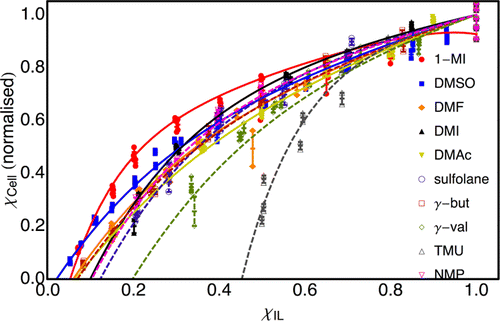 χCell (normalised)
1.0
0.8
0.6
0.4
0.2
0.0
0.0
0.2
0.4
0.6
0.8
1.0
χIL
1-MI
DMSO
DMF
DMI
DMAc
sulfolane
γ-but
γ-val
TMU
NMP